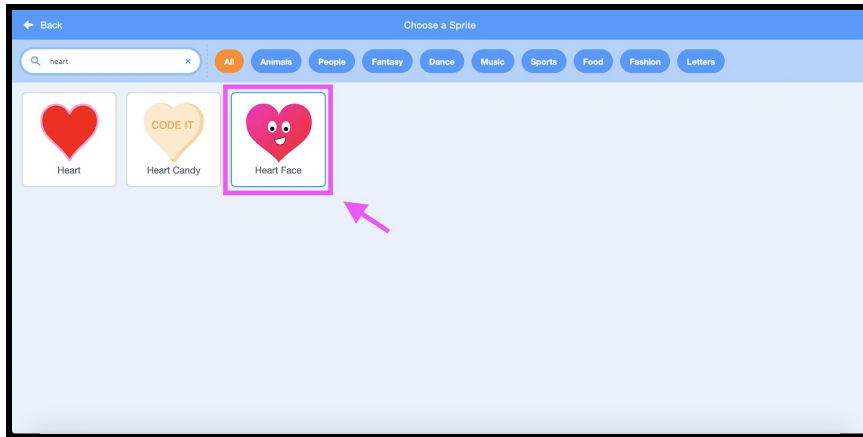 Back
Choose a Sprite
heart ×
All Animals People Fantasy Dance Music Sports Food Fashion Letters
CODE IT
Heart Heart Candy Heart Face